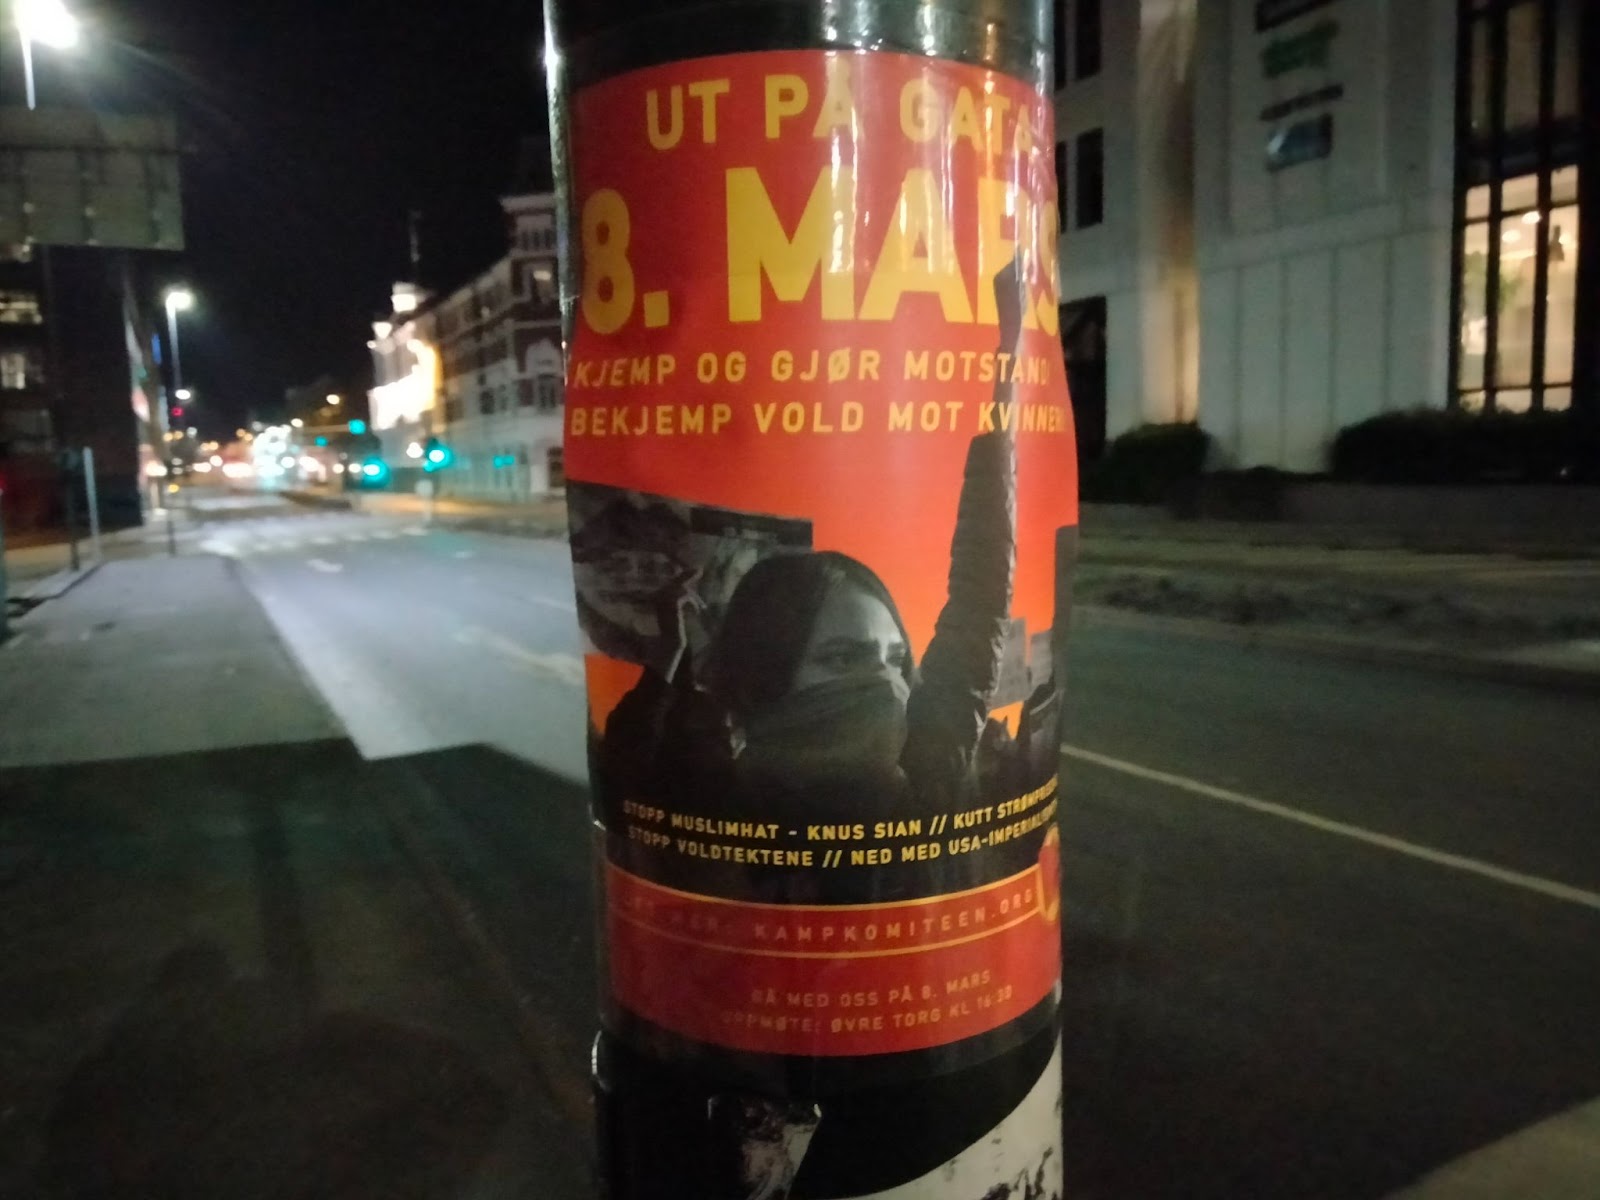 UT PÅ GATA
8. MARS
KJEMP OG GJØR MOTSTAND!
BEKJEMP VOLD MOT KVINNER!
STOPP MUSLIMHAT - KNUS SIAN // KUTT
STOPP VOLDTEKTENE // NED MED
KAMPKOMITEEN.ORG
GÅ MED OSS PÅ 8. MARS
OPPMØTE: ØVRE TORG KL 16:30